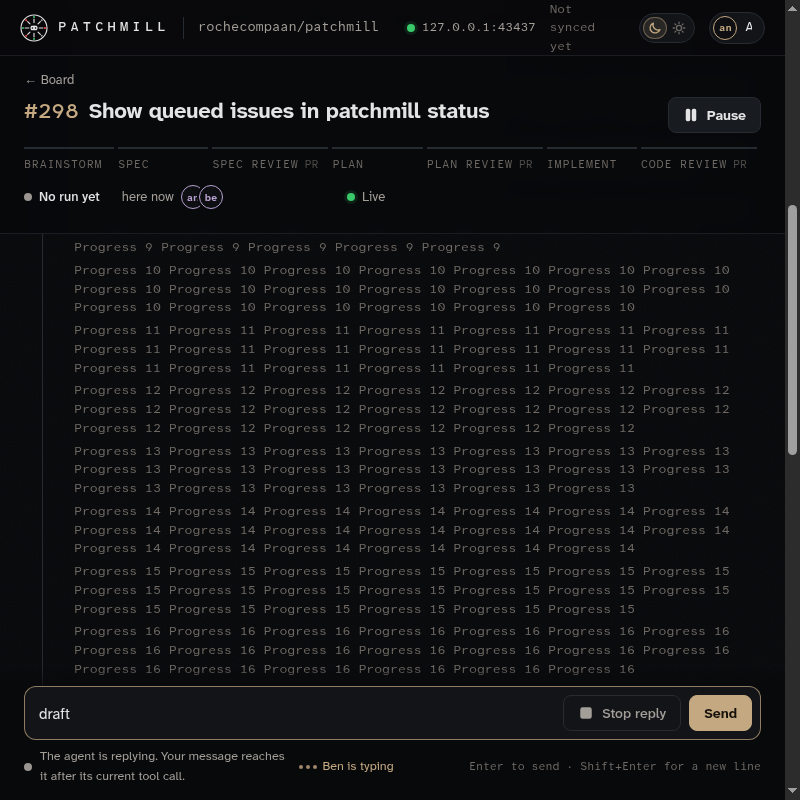 PATCHMILL rochecompaan/patchmill 127.0.0.1:43437 Not synced yet an A
← Board
#298 Show queued issues in patchmill status
Pause
BRAINSTORM SPEC SPEC REVIEW PR PLAN PLAN REVIEW PR IMPLEMENT CODE REVIEW PR
No run yet here now ar be Live
Progress 9 Progress 9 Progress 9 Progress 9 Progress 9
Progress 10 Progress 10 Progress 10 Progress 10 Progress 10 Progress 10 Progress 10
Progress 10 Progress 10 Progress 10 Progress 10 Progress 10 Progress 10 Progress 10
Progress 10 Progress 10 Progress 10 Progress 10 Progress 10 Progress 10
Progress 11 Progress 11 Progress 11 Progress 11 Progress 11 Progress 11 Progress 11
Progress 11 Progress 11 Progress 11 Progress 11 Progress 11 Progress 11 Progress 11
Progress 11 Progress 11 Progress 11 Progress 11 Progress 11 Progress 11
Progress 12 Progress 12 Progress 12 Progress 12 Progress 12 Progress 12 Progress 12
Progress 12 Progress 12 Progress 12 Progress 12 Progress 12 Progress 12 Progress 12
Progress 12 Progress 12 Progress 12 Progress 12 Progress 12 Progress 12
Progress 13 Progress 13 Progress 13 Progress 13 Progress 13 Progress 13 Progress 13
Progress 13 Progress 13 Progress 13 Progress 13 Progress 13 Progress 13 Progress 13
Progress 13 Progress 13 Progress 13 Progress 13 Progress 13 Progress 13
Progress 14 Progress 14 Progress 14 Progress 14 Progress 14 Progress 14 Progress 14
Progress 14 Progress 14 Progress 14 Progress 14 Progress 14 Progress 14 Progress 14
Progress 14 Progress 14 Progress 14 Progress 14 Progress 14 Progress 14
Progress 15 Progress 15 Progress 15 Progress 15 Progress 15 Progress 15 Progress 15
Progress 15 Progress 15 Progress 15 Progress 15 Progress 15 Progress 15 Progress 15
Progress 15 Progress 15 Progress 15 Progress 15 Progress 15 Progress 15
Progress 16 Progress 16 Progress 16 Progress 16 Progress 16 Progress 16 Progress 16
Progress 16 Progress 16 Progress 16 Progress 16 Progress 16 Progress 16 Progress 16
Progress 16 Progress 16 Progress 16 Progress 16 Progress 16 Progress 16
draft Stop reply Send
The agent is replying. Your message reaches
it after its current tool call.
Ben is typing
Enter to send · Shift+Enter for a new line